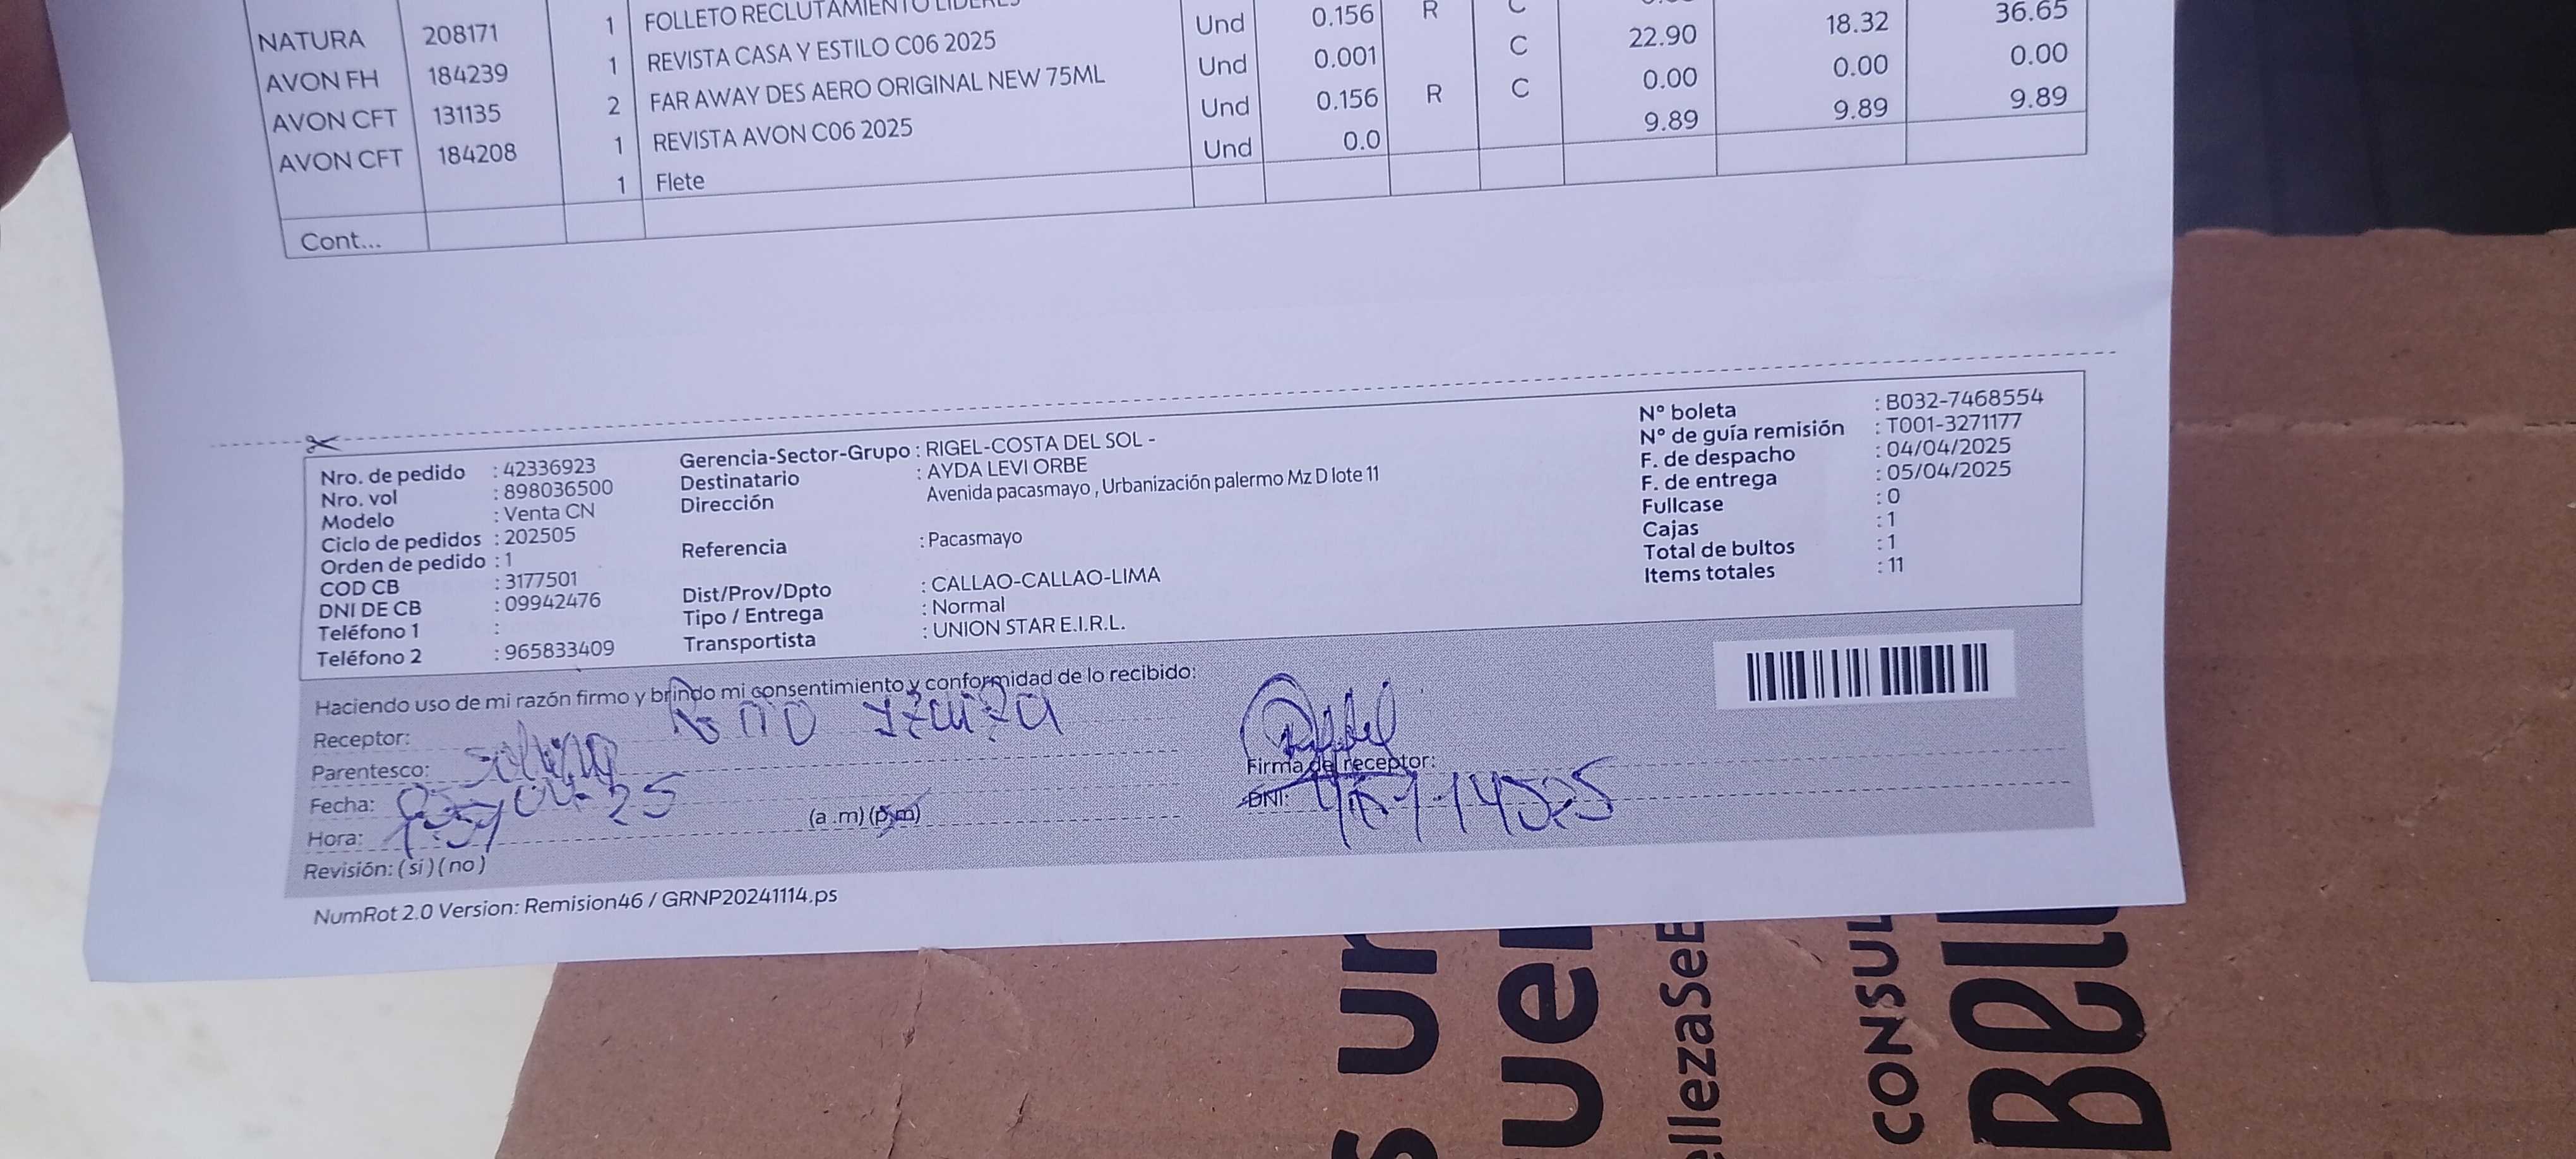 FOLLETO RECLUTAMIENTO LIDERES
NATURA 208171 1 REVISTA CASA Y ESTILO C06 2025 Und 0.156 R C 22.90 18.32 36.65
AVON FH 184239 1 FAR AWAY DES AERO ORIGINAL NEW 75ML Und 0.001 C 0.00 0.00 0.00
AVON CFT 131135 2 REVISTA AVON C06 2025 Und 0.156 R C 9.89 9.89 9.89
AVON CFT 184208 1 Flete Und 0.0
1
Cont...
Nro. de pedido : 42336923
Nro. vol : 898036500
Modelo : Venta CN
Ciclo de pedidos : 202505
Orden de pedido : 1
COD CB : 3177501
DNI DE CB : 09942476
Teléfono 1 :
Teléfono 2 : 965833409
Gerencia-Sector-Grupo : RIGEL-COSTA DEL SOL -
Destinatario : AYDA LEVI ORBE
Dirección Avenida pacasmayo , Urbanización palermo Mz D lote 11
Referencia : Pacasmayo
Dist/Prov/Dpto : CALLAO-CALLAO-LIMA
Tipo / Entrega : Normal
Transportista : UNION STAR E.I.R.L.
N° boleta : B032-7468554
N° de guía remisión : T001-3271177
F. de despacho : 04/04/2025
F. de entrega : 05/04/2025
Fullcase : 0
Cajas : 1
Total de bultos : 1
Items totales : 11
Haciendo uso de mi razón firmo y brindo mi consentimiento y conformidad de lo recibido:
Receptor:
Parentesco:
Fecha:
Hora: (a .m) (p.m)
Revisión: ( si ) ( no )
Firma del receptor:
DNI:
NumRot 2.0 Version: Remision46 / GRNP20241114.ps